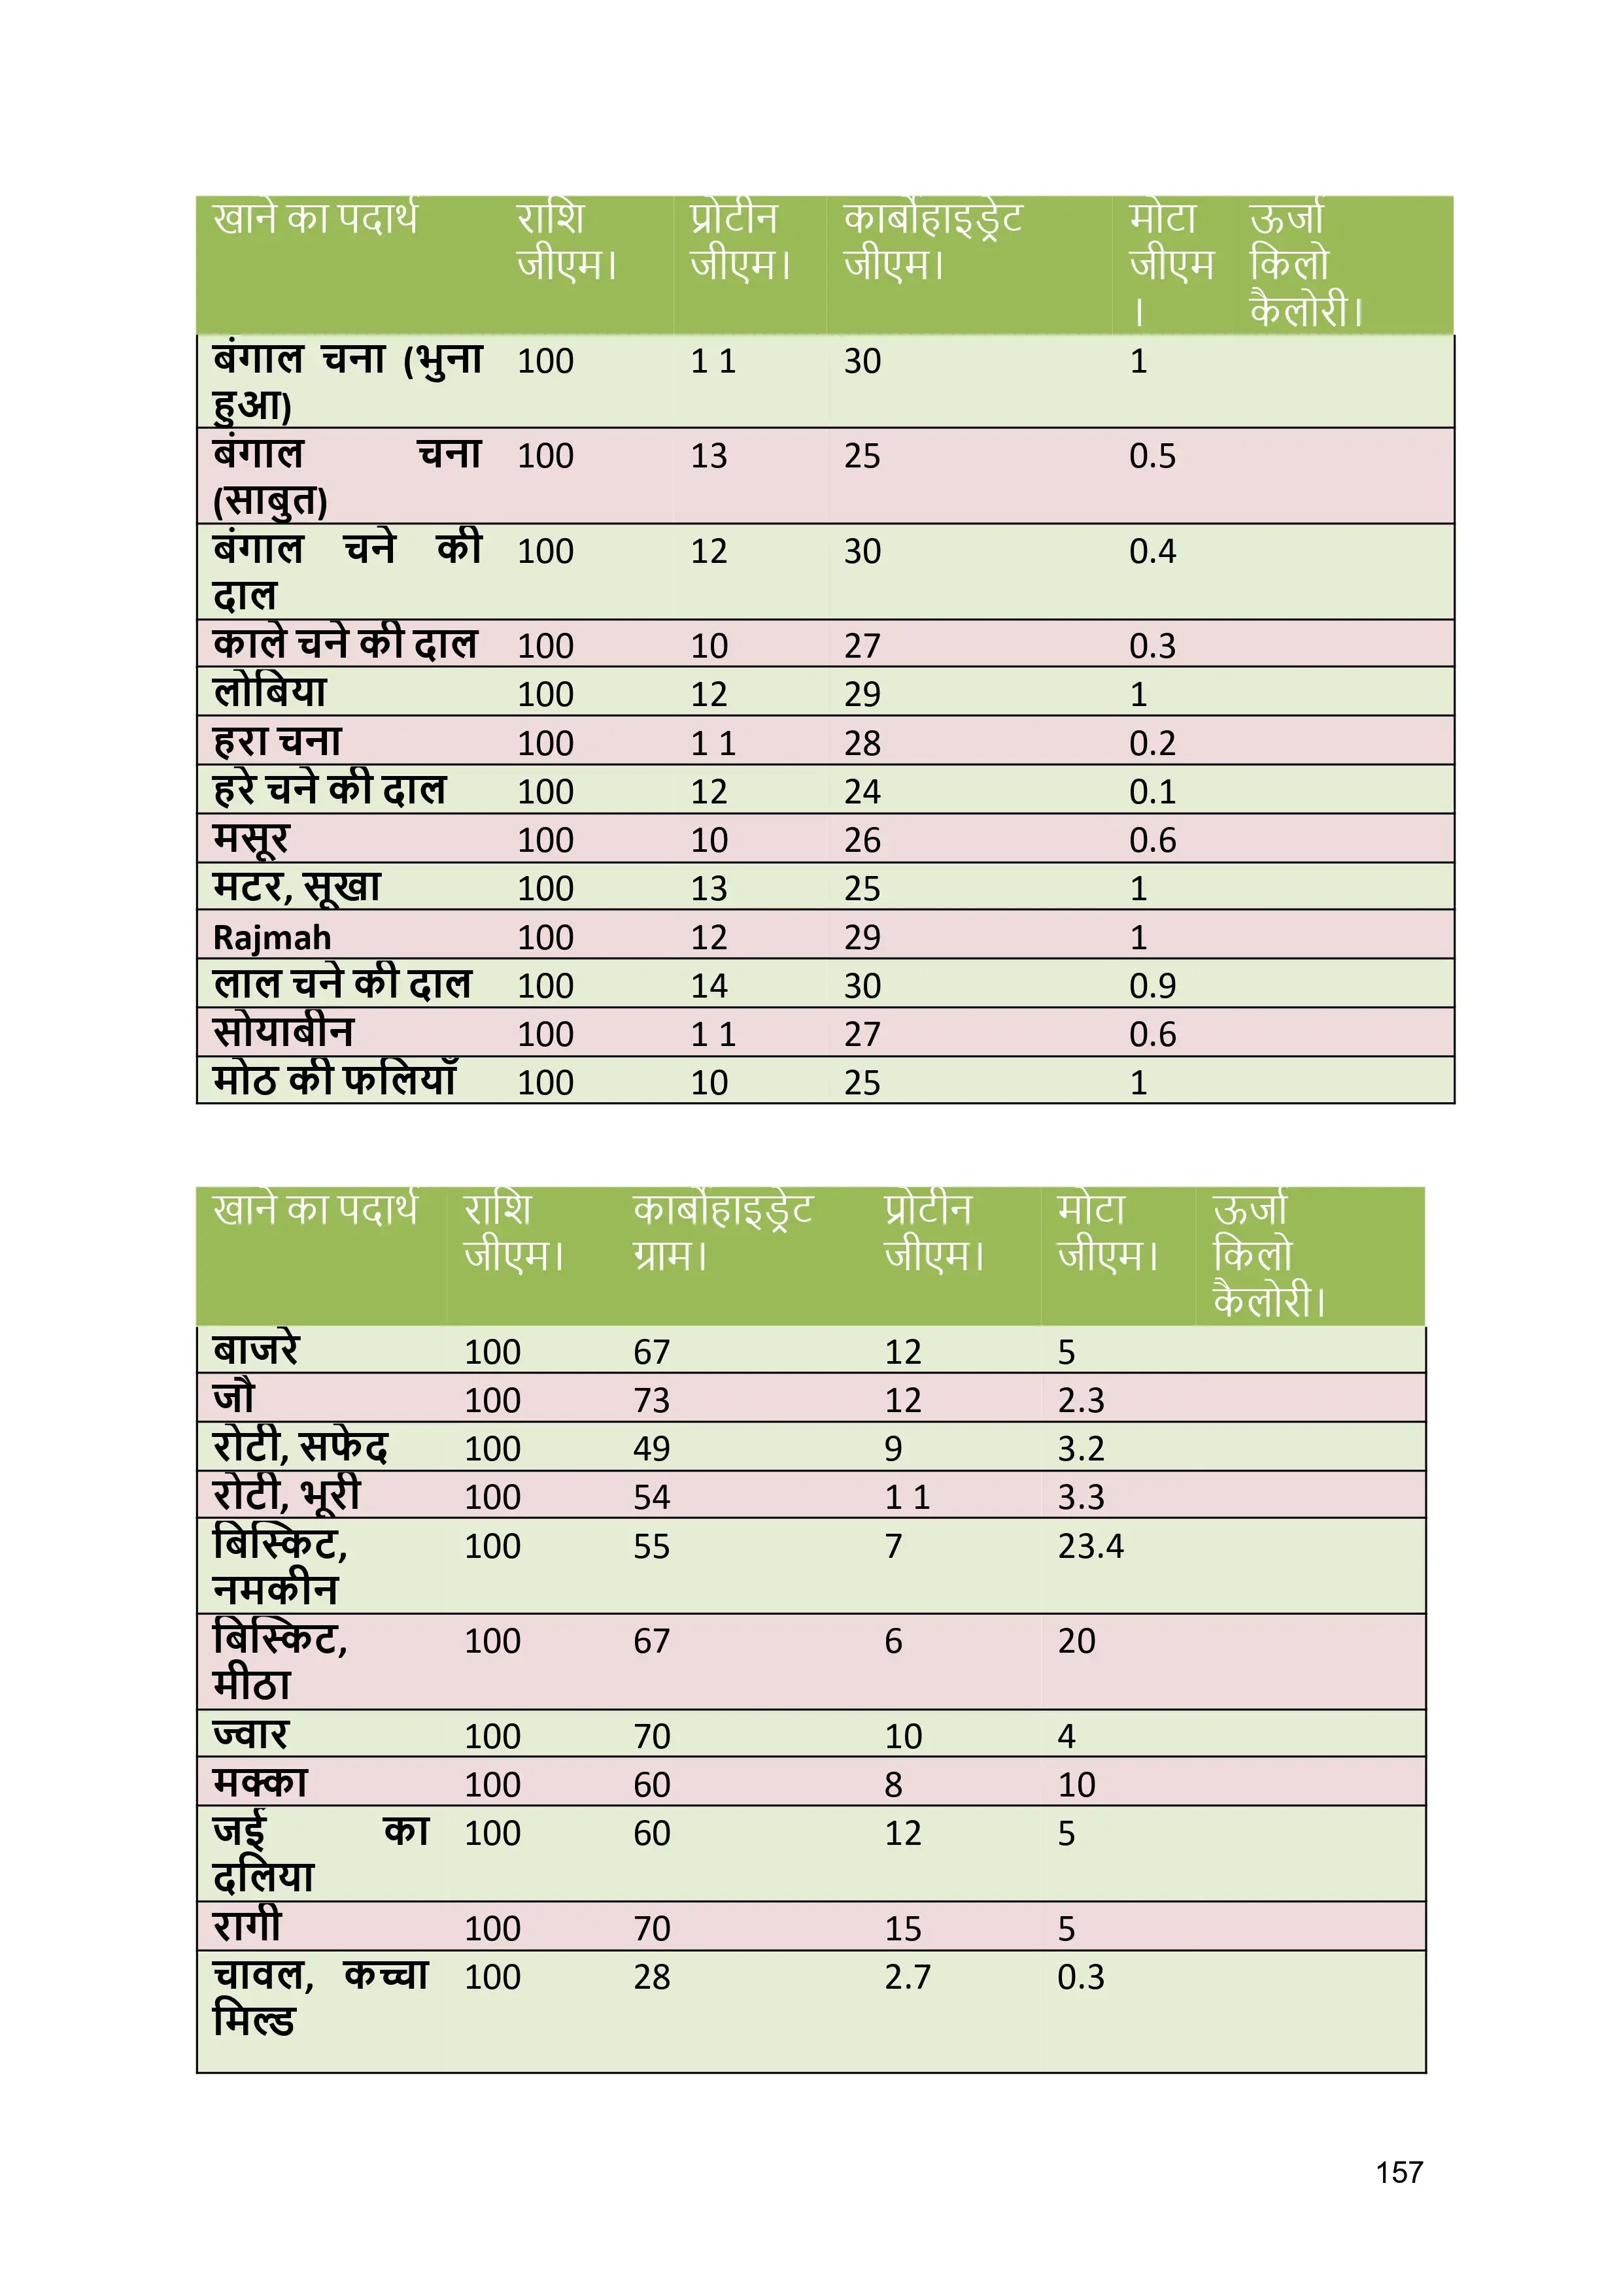 खाने का पदार्थ राशि प्रोटीन कार्बोहाइड्रेट मोटा ऊर्जा
जीएम। जीएम। जीएम। जीएम किलो
। कैलोरी।
बंगाल चना (भुना 100 1 1 30 1
हुआ)
बंगाल चना 100 13 25 0.5
(साबुत)
बंगाल चने की 100 12 30 0.4
दाल
काले चने की दाल 100 10 27 0.3
लोबिया 100 12 29 1
हरा चना 100 1 1 28 0.2
हरे चने की दाल 100 12 24 0.1
मसूर 100 10 26 0.6
मटर, सूखा 100 13 25 1
Rajmah 100 12 29 1
लाल चने की दाल 100 14 30 0.9
सोयाबीन 100 1 1 27 0.6
मोठ की फलियाॅ 100 10 25 1
खाने का पदार्थ राशि कार्बोहाइड्रेट प्रोटीन मोटा ऊर्जा
जीएम। ग्राम। जीएम। जीएम। किलो
कैलोरी।
बाजरे 100 67 12 5
जौ 100 73 12 2.3
रोटी, सफेद 100 49 9 3.2
रोटी, भूरी 100 54 1 1 3.3
बिस्किट, 100 55 7 23.4
नमकीन
बिस्किट, 100 67 6 20
मीठा
ज्वार 100 70 10 4
मक्का 100 60 8 10
जई का 100 60 12 5
दलिया
रागी 100 70 15 5
चावल, कच्चा 100 28 2.7 0.3
मिल्ड
157